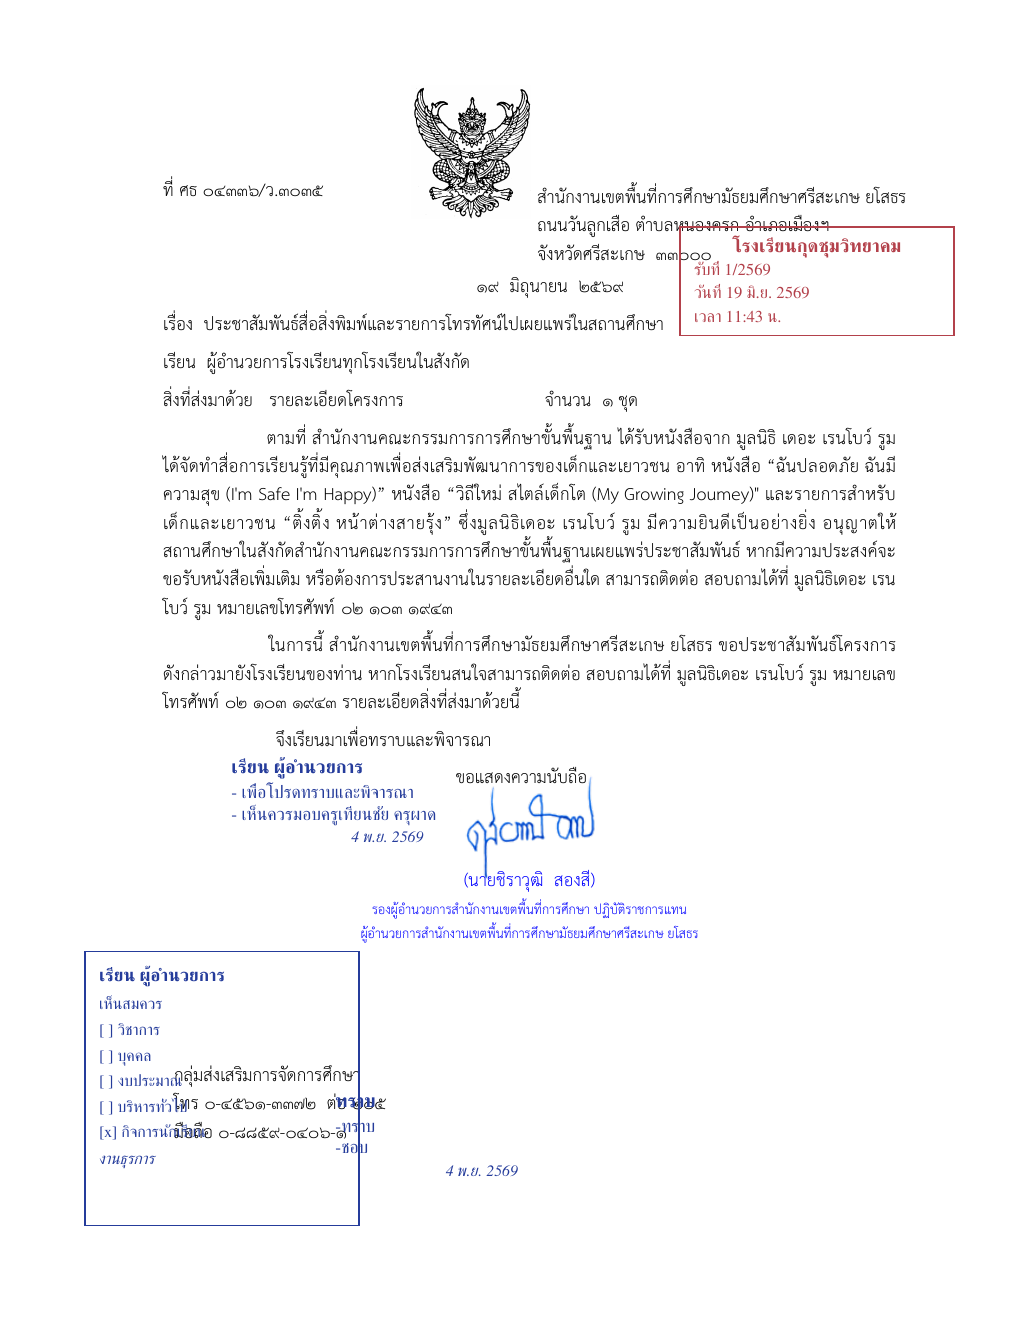 ที่ ศธ ๐๔๓๓๖/ว.๓๐๓๕
สำนักงานเขตพื้นที่การศึกษามัธยมศึกษาศรีสะเกษ ยโสธร
ถนนวันลูกเสือ ตำบลหนองครก อำเภอเมืองฯ
จังหวัดศรีสะเกษ ๓๓๐๐๐
โรงเรียนกุดชุมวิทยาคม
รับที่ 1/2569
วันที่ 19 มิ.ย. 2569
เวลา 11:43 น.
๑๙ มิถุนายน ๒๕๖๙
เรื่อง ประชาสัมพันธ์สื่อสิ่งพิมพ์และรายการโทรทัศน์ไปเผยแพร่ในสถานศึกษา
เรียน ผู้อำนวยการโรงเรียนทุกโรงเรียนในสังกัด
สิ่งที่ส่งมาด้วย รายละเอียดโครงการ จำนวน ๑ ชุด
ตามที่ สำนักงานคณะกรรมการการศึกษาขั้นพื้นฐาน ได้รับหนังสือจาก มูลนิธิ เดอะ เรนโบว์ รูม
ได้จัดทำสื่อการเรียนรู้ที่มีคุณภาพเพื่อส่งเสริมพัฒนาการของเด็กและเยาวชน อาทิ หนังสือ “ฉันปลอดภัย ฉันมี
ความสุข (I'm Safe I'm Happy)” หนังสือ “วิถีใหม่ สไตล์เด็กโต (My Growing Joumey)" และรายการสำหรับ
เด็กและเยาวชน “ติ้งติ้ง หน้าต่างสายรุ้ง” ซึ่งมูลนิธิเดอะ เรนโบว์ รูม มีความยินดีเป็นอย่างยิ่ง อนุญาตให้
สถานศึกษาในสังกัดสำนักงานคณะกรรมการการศึกษาขั้นพื้นฐานเผยแพร่ประชาสัมพันธ์ หากมีความประสงค์จะ
ขอรับหนังสือเพิ่มเติม หรือต้องการประสานงานในรายละเอียดอื่นใด สามารถติดต่อ สอบถามได้ที่ มูลนิธิเดอะ เรน
โบว์ รูม หมายเลขโทรศัพท์ ๐๒ ๑๐๓ ๑๙๔๓
ในการนี้ สำนักงานเขตพื้นที่การศึกษามัธยมศึกษาศรีสะเกษ ยโสธร ขอประชาสัมพันธ์โครงการ
ดังกล่าวมายังโรงเรียนของท่าน หากโรงเรียนสนใจสามารถติดต่อ สอบถามได้ที่ มูลนิธิเดอะ เรนโบว์ รูม หมายเลข
โทรศัพท์ ๐๒ ๑๐๓ ๑๙๔๓ รายละเอียดสิ่งที่ส่งมาด้วยนี้
จึงเรียนมาเพื่อทราบและพิจารณา
เรียน ผู้อำนวยการ
- เพื่อโปรดทราบและพิจารณา
- เห็นควรมอบครูเทียนชัย ครุผาด
4 พ.ย. 2569
ขอแสดงความนับถือ
(นายชิราวุฒิ สองสี)
รองผู้อำนวยการสำนักงานเขตพื้นที่การศึกษา ปฏิบัติราชการแทน
ผู้อำนวยการสำนักงานเขตพื้นที่การศึกษามัธยมศึกษาศรีสะเกษ ยโสธร
เรียน ผู้อำนวยการ
เห็นสมควร
[ ] วิชาการ
[ ] บุคคล
[ ] งบประมาณ
[ ] บริหารทั่วไป
[x] กิจการนักเรียน
งานธุรการ
กลุ่มส่งเสริมการจัดการศึกษา
โทร ๐-๔๕๖๑-๓๓๗๒ ต่อ ๑๐๕
มือถือ ๐-๘๘๕๙-๐๔๐๖-๑
ทราบ
-ทราบ
-ชอบ
4 พ.ย. 2569